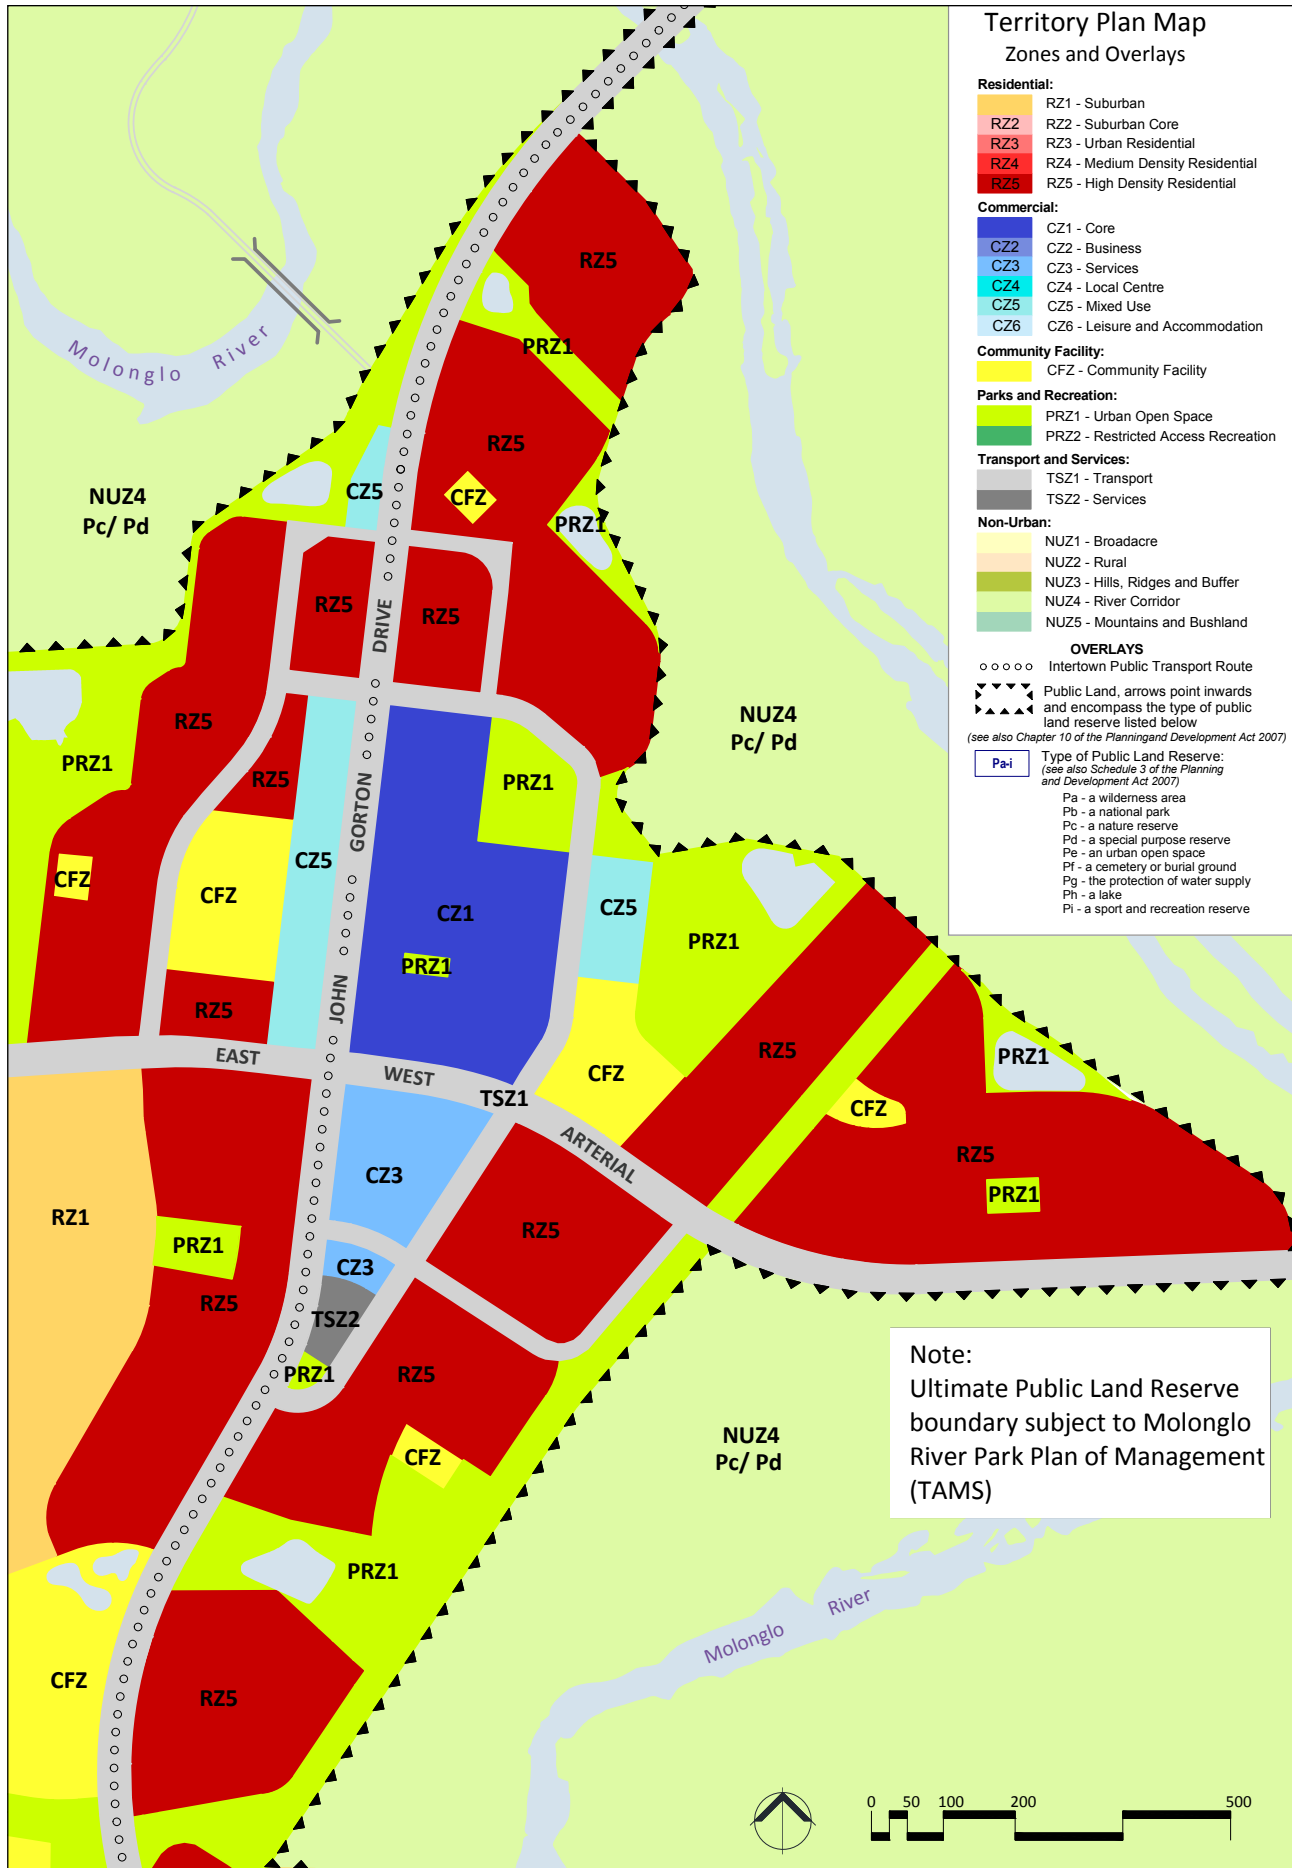 Territory Plan Map
Zones and Overlays
Residential:
RZ1 - Suburban
RZ2 RZ2 - Suburban Core
RZ3 RZ3 - Urban Residential
RZ4 RZ4 - Medium Density Residential
RZ5 RZ5 - High Density Residential
Commercial:
CZ1 - Core
CZ2 CZ2 - Business
CZ3 CZ3 - Services
CZ4 CZ4 - Local Centre
CZ5 CZ5 - Mixed Use
CZ6 CZ6 - Leisure and Accommodation
Community Facility:
CFZ - Community Facility
Parks and Recreation:
PRZ1 - Urban Open Space
PRZ2 - Restricted Access Recreation
Transport and Services:
TSZ1 - Transport
TSZ2 - Services
Non-Urban:
NUZ1 - Broadacre
NUZ2 - Rural
NUZ3 - Hills, Ridges and Buffer
NUZ4 - River Corridor
NUZ5 - Mountains and Bushland
OVERLAYS
Intertown Public Transport Route
Public Land, arrows point inwards
and encompass the type of public
land reserve listed below
(see also Chapter 10 of the Planningand Development Act 2007)
Pa-i
Type of Public Land Reserve:
(see also Schedule 3 of the Planning
and Development Act 2007)
Pa - a wilderness area
Pb - a national park
Pc - a nature reserve
Pd - a special purpose reserve
Pe - an urban open space
Pf - a cemetery or burial ground
Pg - the protection of water supply
Ph - a lake
Pi - a sport and recreation reserve
RZ5
Molonglo River
PRZ1
RZ5
CZ5
CFZ
NUZ4
Pc/ Pd
PRZ1
RZ5
DRIVE
RZ5
RZ5
NUZ4
Pc/ Pd
PRZ1
RZ5
PRZ1
GORTON
CZ5
CFZ
CFZ
CZ1
CZ5
PRZ1
PRZ1
JOHN
RZ5
EAST
WEST
TSZ1
ARTERIAL
CFZ
RZ5
PRZ1
CFZ
RZ5
PRZ1
CZ3
RZ1
PRZ1
RZ5
CZ3
RZ5
TSZ2
PRZ1
RZ5
CFZ
NUZ4
Pc/ Pd
Note:
Ultimate Public Land Reserve
boundary subject to Molonglo
River Park Plan of Management
(TAMS)
PRZ1
Molonglo River
CFZ
RZ5
0 50 100 200 500